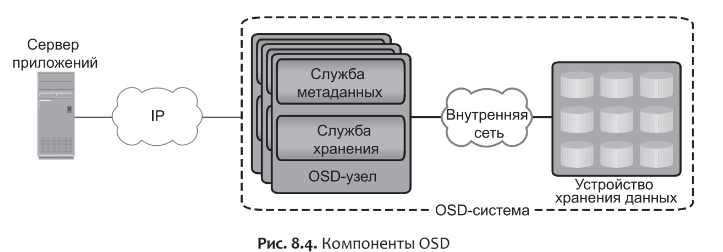 Сервер
приложений
IP
Служба
метаданных
Служба
хранения
OSD-узел
Внутренняя
сеть
Устройство
хранения данных
OSD-система
Рис. 8.4. Компоненты OSD